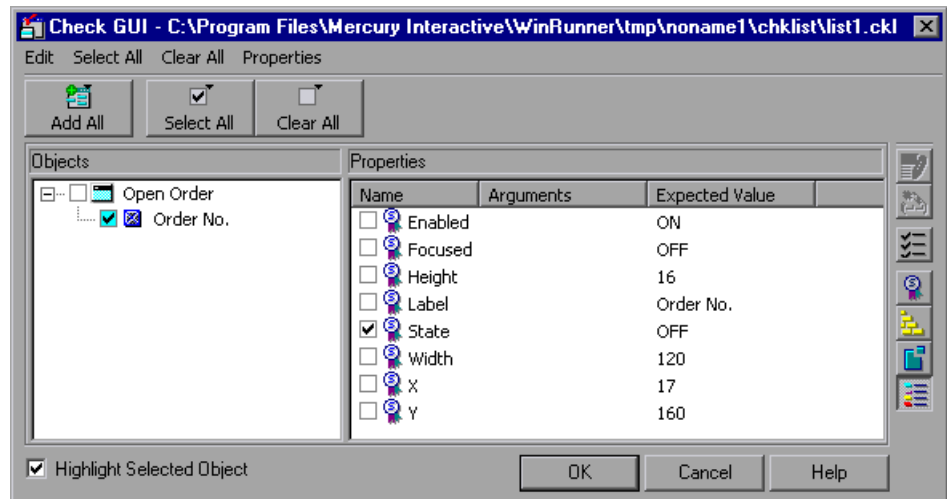 Check GUI - C:\Program Files\Mercury Interactive\WinRunner\tmp\noname1\chklist\list1.ckl
Edit Select All Clear All Properties
Add All Select All Clear All
Objects Properties
Name Arguments Expected Value
Open Order
Order No.
Enabled ON
Focused OFF
Height 16
Label Order No.
State OFF
Width 120
X 17
Y 160
Highlight Selected Object
OK Cancel Help